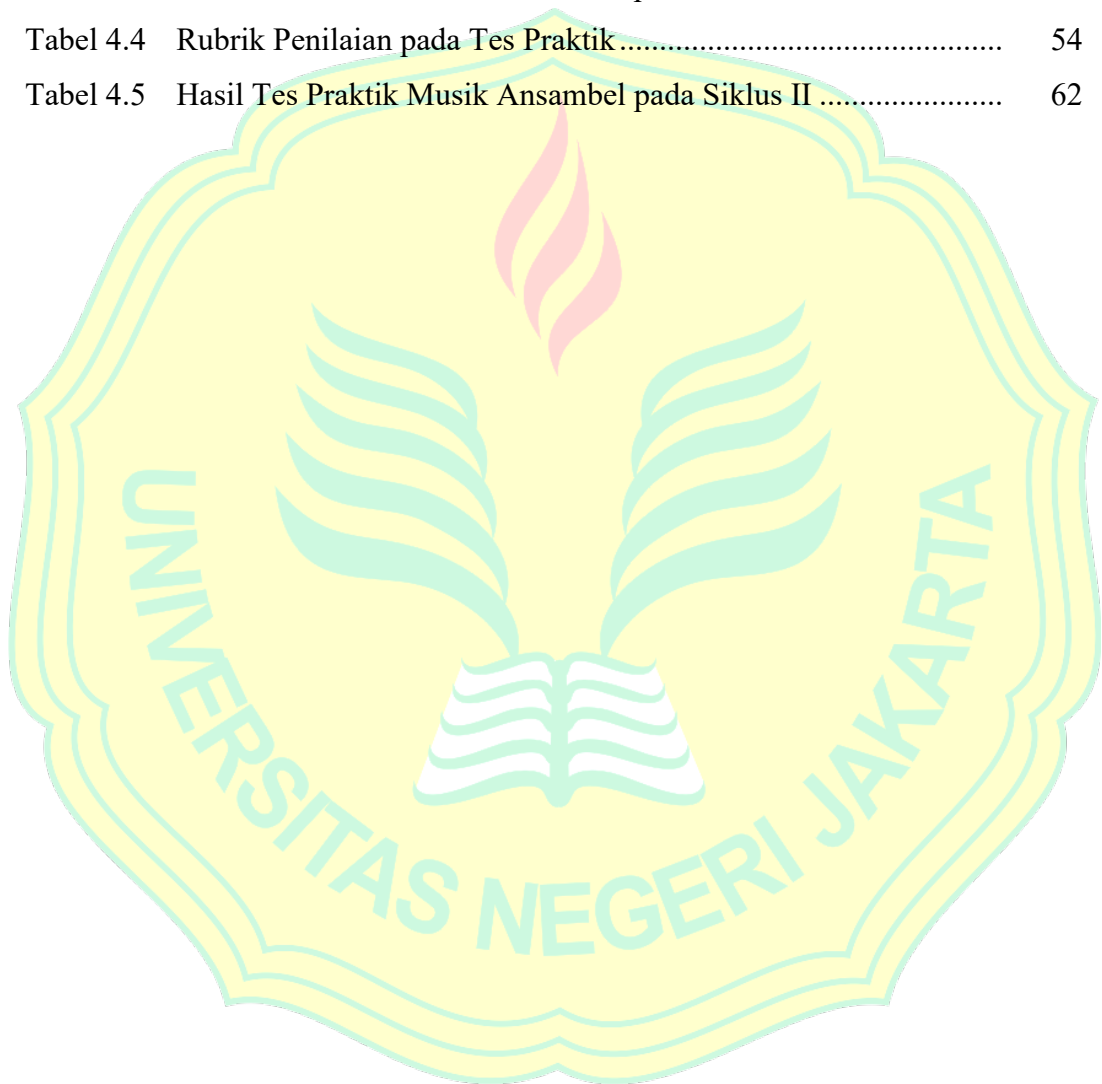 Tabel 4.4 Rubrik Penilaian pada Tes Praktik........................................ 54
Tabel 4.5 Hasil Tes Praktik Musik Ansambel pada Siklus II ...................... 62
UNIVERSITAS NEGERI JAKARTA